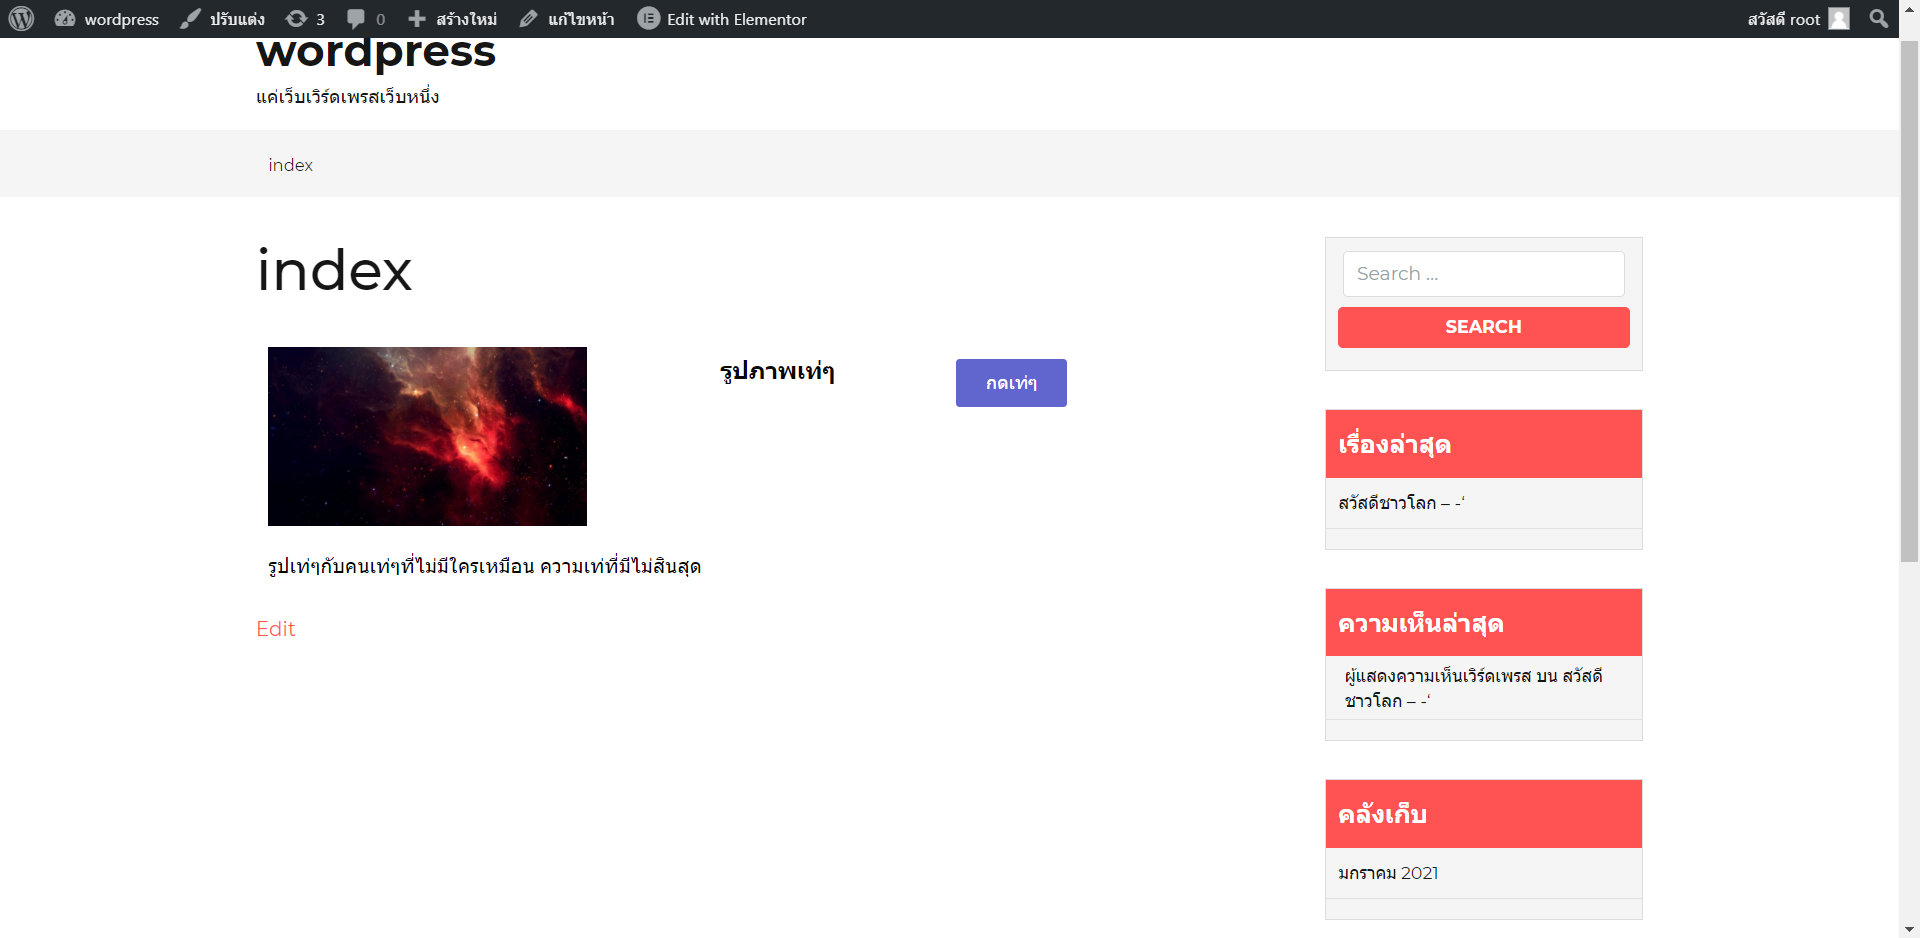 wordpress ปรับแต่ง 3 0 สร้างใหม่ แก้ไขหน้า Edit with Elementor สวัสดี root
wordpress
แค่เว็บเวิร์ดเพรสเว็บหนึ่ง
index
index
รูปภาพเท่ๆ
กดเท่ๆ
รูปเท่ๆกับคนเท่ๆที่ไม่มีใครเหมือน ความเท่ที่มีไม่สินสุด
Edit
Search ...
SEARCH
เรื่องล่าสุด
สวัสดีชาวโลก – -‘
ความเห็นล่าสุด
ผู้แสดงความเห็นเวิร์ดเพรส บน สวัสดี
ชาวโลก – -‘
คลังเก็บ
มกราคม 2021